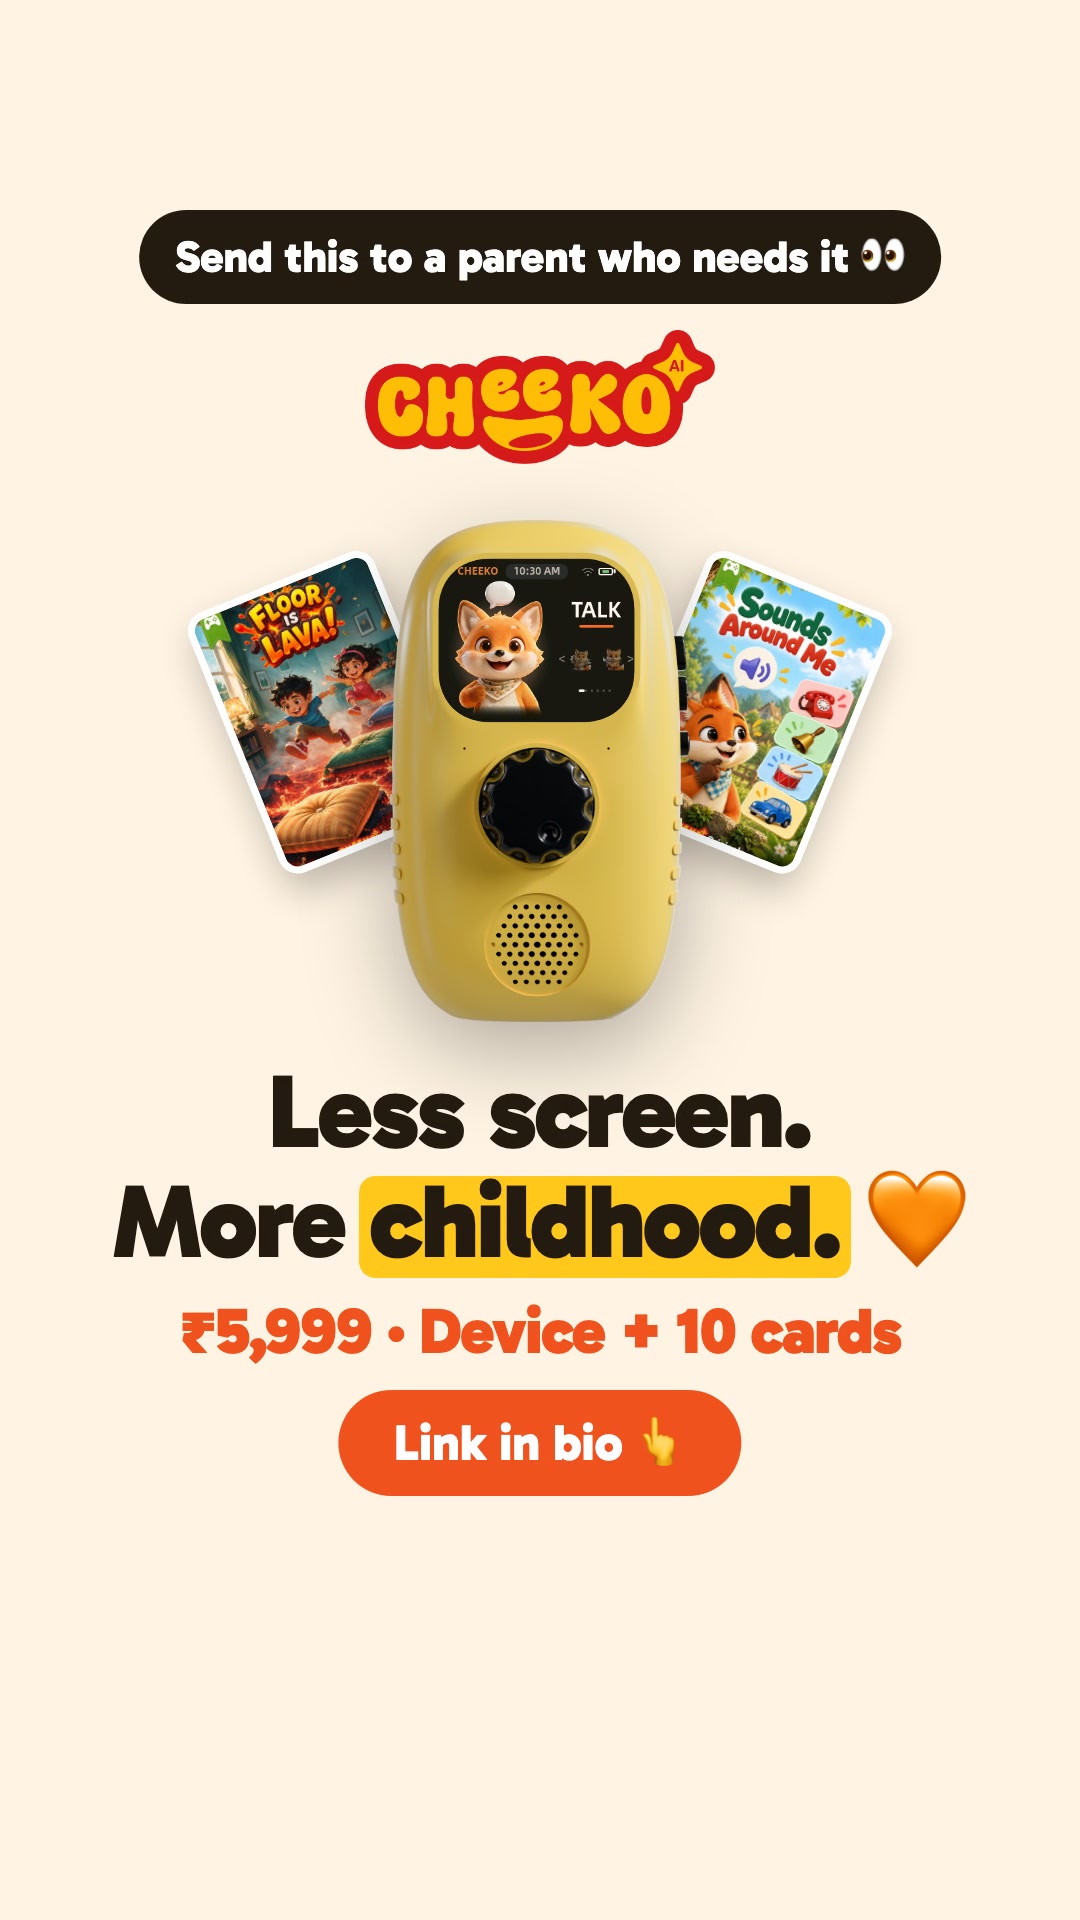 Send this to a parent who needs it 👀
CHeeKO AI
CHEEKO 10:30 AM
TALK
< >
FLOOR
IS
LAVA!
Sounds
Around Me
Less screen.
More childhood. 🧡
₹5,999 • Device + 10 cards
Link in bio 👆